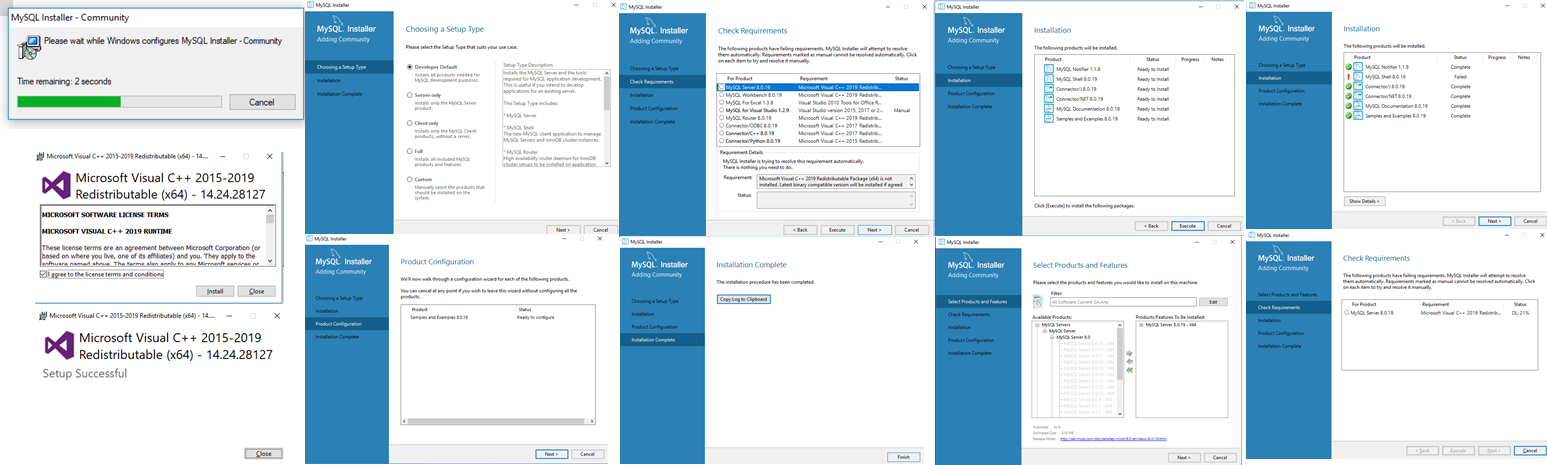 MySQL Installer - Community
Please wait while Windows configures MySQL Installer - Community
Time remaining: 2 seconds
Cancel
Microsoft Visual C++ 2015-2019 Redistributable (x64) - 14....
Microsoft Visual C++ 2015-2019
Redistributable (x64) - 14.24.28127
MICROSOFT SOFTWARE LICENSE TERMS
MICROSOFT VISUAL C++ 2019 RUNTIME
These license terms are an agreement between Microsoft Corporation (or
based on where you live, one of its affiliates) and you. They apply to the
software named above. The terms also apply to any Microsoft services or
I agree to the license terms and conditions
Install
Close
Microsoft Visual C++ 2015-2019 Redistributable (x64) - 14....
Microsoft Visual C++ 2015-2019
Redistributable (x64) - 14.24.28127
Setup Successful
Close
MySQL Installer
MySQL. Installer
Adding Community
Choosing a Setup Type
Installation
Installation Complete
Choosing a Setup Type
Please select the Setup Type that suits your use case.
Developer Default
Installs all products needed for
MySQL development purposes.
Server only
Installs only the MySQL Server
product.
Client only
Installs only the MySQL Client
products, without a server.
Full
Installs all included MySQL
products and features.
Custom
Manually select the products that
should be installed on the
system.
Setup Type Description
Installs the MySQL Server and the tools
required for MySQL application development.
This is useful if you intend to develop
applications for an existing server.
This Setup Type includes:
* MySQL Server
* MySQL Shell
The new MySQL client application to manage
MySQL Servers and InnoDB cluster instances.
* MySQL Router
High availability router daemon for InnoDB
cluster setups to be installed on application
Next >
Cancel
MySQL Installer
MySQL. Installer
Adding Community
Choosing a Setup Type
Check Requirements
Installation
Product Configuration
Installation Complete
Check Requirements
The following products have failing requirements. MySQL Installer will attempt to resolve
them automatically. Requirements marked as manual cannot be resolved automatically. Click
on each item to try and resolve it manually.
For Product Requirement Status
MySQL Server 8.0.19 Microsoft Visual C++ 2019 Redistrib...
MySQL Workbench 8.0.19 Microsoft Visual C++ 2019 Redistrib...
MySQL For Excel 1.3.8 Visual Studio 2010 Tools for Office R...
MySQL for Visual Studio 1.2.9 Visual Studio version 2015, 2017 or 2... Manual
MySQL Router 8.0.19 Microsoft Visual C++ 2019 Redistrib...
Connector/ODBC 8.0.19 Microsoft Visual C++ 2019 Redistrib...
Connector/C++ 8.0.19 Microsoft Visual C++ 2017 Redistrib...
Connector/Python 8.0.19 Microsoft Visual C++ 2017 Redistrib...
Requirement Details
MySQL Installer is trying to resolve this requirement automatically.
There is nothing you need to do.
Requirement: Microsoft Visual C++ 2019 Redistributable Package (x64) is not
installed. Latest binary compatible version will be installed if agreed
Status:
< Back
Execute
Next >
Cancel
MySQL Installer
MySQL. Installer
Adding Community
Choosing a Setup Type
Installation
Product Configuration
Installation Complete
Installation
The following products will be installed.
Product Status Progress Notes
MySQL Notifier 1.1.8 Ready to Install
MySQL Shell 8.0.19 Ready to Install
Connector/J 8.0.19 Ready to Install
Connector/NET 8.0.19 Ready to Install
MySQL Documentation 8.0.19 Ready to Install
Samples and Examples 8.0.19 Ready to Install
Click [Execute] to install the following packages.
< Back
Execute
Cancel
MySQL Installer
MySQL. Installer
Adding Community
Choosing a Setup Type
Installation
Product Configuration
Installation Complete
Installation
The following products will be installed.
Product Status Progress Notes
MySQL Notifier 1.1.8 Complete
MySQL Shell 8.0.19 Failed
Connector/J 8.0.19 Complete
Connector/NET 8.0.19 Complete
MySQL Documentation 8.0.19 Complete
Samples and Examples 8.0.19 Complete
Show Details >
< Back
Next >
Cancel
MySQL Installer
MySQL. Installer
Adding Community
Choosing a Setup Type
Installation
Product Configuration
Installation Complete
Product Configuration
We'll now walk through a configuration wizard for each of the following products.
You can cancel at any point if you wish to leave this wizard without configuring all the
products.
Product Status
Samples and Examples 8.0.19 Ready to configure
Next >
Cancel
MySQL Installer
MySQL. Installer
Adding Community
Choosing a Setup Type
Installation
Product Configuration
Installation Complete
Installation Complete
The installation procedure has been completed.
Copy Log to Clipboard
Finish
MySQL Installer
MySQL. Installer
Adding Community
Select Products and Features
Check Requirements
Installation
Product Configuration
Installation Complete
Select Products and Features
Please select the products and features you would like to install on this machine.
Filter:
All Software,Current GA,Any
Edit
Available Products:
MySQL Servers
MySQL Server
MySQL Server 8.0
Products/Features To Be Installed:
MySQL Server 8.0.19 - X64
Published: N/A
Estimated Size:
Release Notes:
Next >
Cancel
MySQL Installer
MySQL. Installer
Adding Community
Select Products and Features
Check Requirements
Installation
Product Configuration
Installation Complete
Check Requirements
The following products have failing requirements. MySQL Installer will attempt to resolve
them automatically. Requirements marked as manual cannot be resolved automatically.
Click on each item to try and resolve it manually.
For Product Requirement Status
MySQL Server 8.0.19 Microsoft Visual C++ 2019 Redistrib... DL: 21%
< Back
Execute
Next >
Cancel